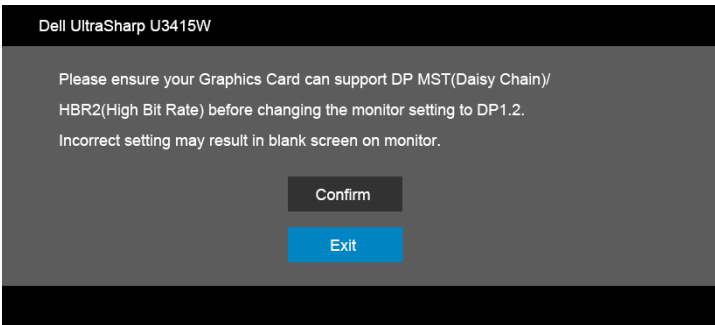 Dell UltraSharp U3415W
Please ensure your Graphics Card can support DP MST(Daisy Chain)/
HBR2(High Bit Rate) before changing the monitor setting to DP1.2.
Incorrect setting may result in blank screen on monitor.
Confirm
Exit